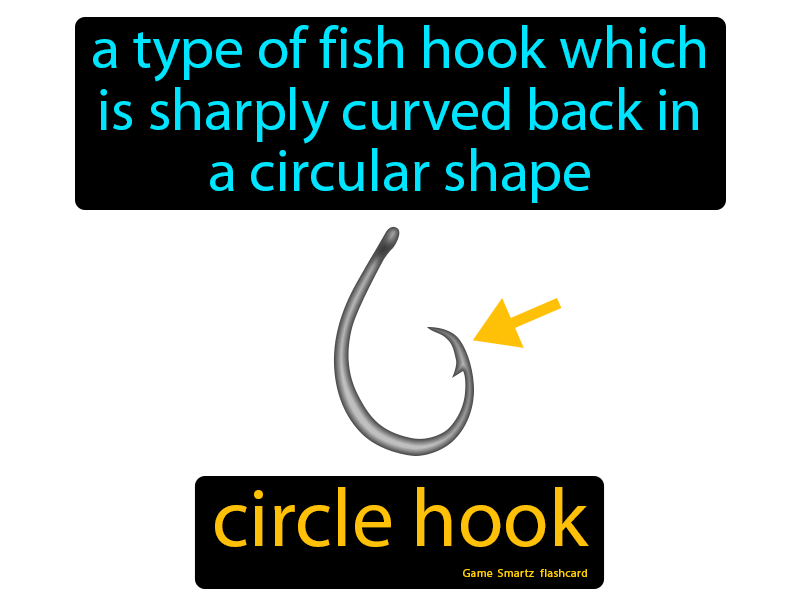 a type of fish hook which
is sharply curved back in
a circular shape
circle hook
Game Smartz flashcard